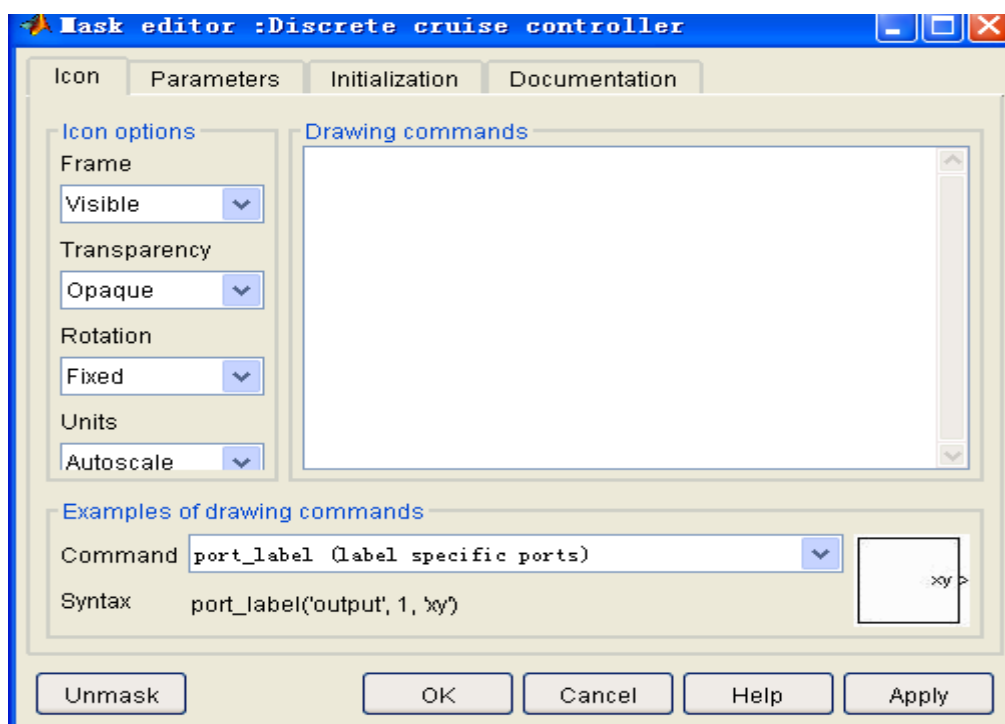 Mask editor :Discrete cruise controller
Icon Parameters Initialization Documentation
Icon options
Frame
Visible
Transparency
Opaque
Rotation
Fixed
Units
Autoscale
Drawing commands
Examples of drawing commands
Command port_label (label specific ports)
Syntax port_label('output', 1, 'xy')
xy >
Unmask OK Cancel Help Apply